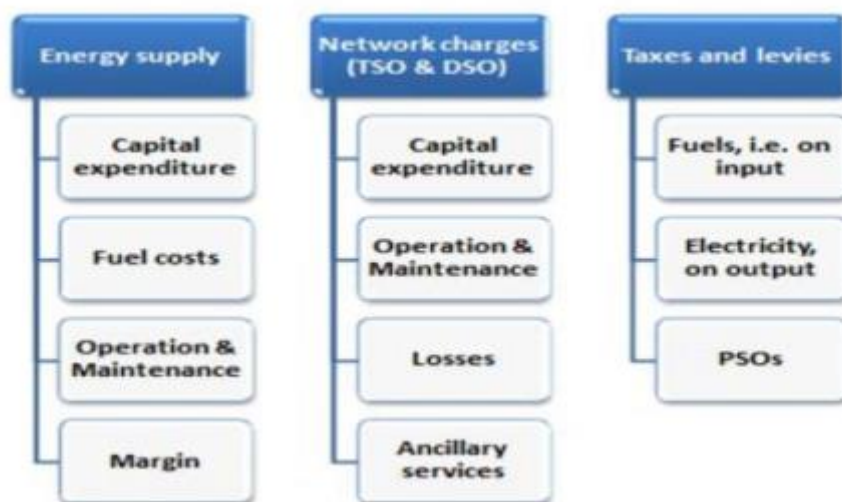 Energy supply
Capital
expenditure
Fuel costs
Operation &
Maintenance
Margin
Network charges
(TSO & DSO)
Capital
expenditure
Operation &
Maintenance
Losses
Ancillary
services
Taxes and levies
Fuels, i.e. on
input
Electricity,
on output
PSOs